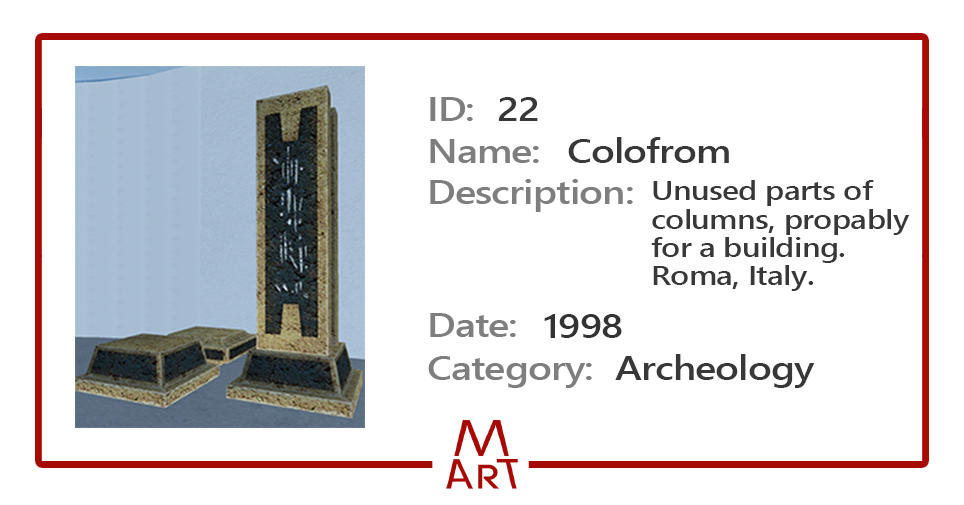 ID: 22
Name: Colofrom
Description: Unused parts of
columns, propably
for a building.
Roma, Italy.
Date: 1998
Category: Archeology
M
ART